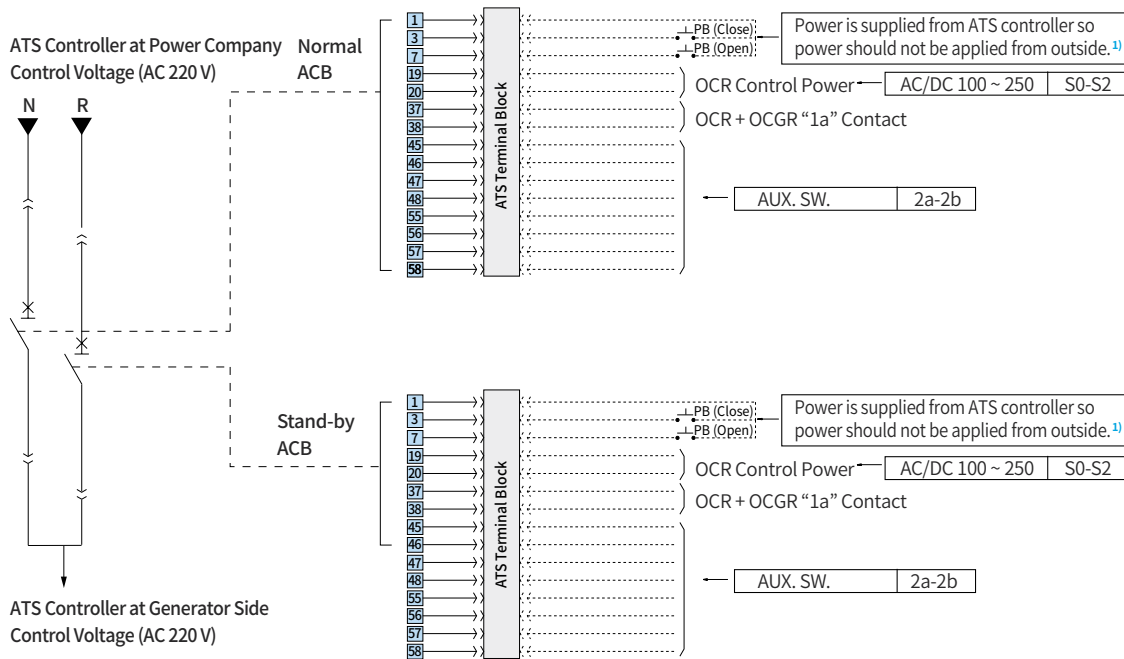 ATS Controller at Power Company
Control Voltage (AC 220 V)
N
R
Normal
ACB
1
3
7
19
20
37
38
45
46
47
48
55
56
57
58
ATS Terminal Block
PB (Close)
PB (Open)
Power is supplied from ATS controller so
power should not be applied from outside. 1)
OCR Control Power
AC/DC 100 ~ 250
S0-S2
OCR + OCGR “1a” Contact
AUX. SW.
2a-2b
Stand-by
ACB
1
3
7
19
20
37
38
45
46
47
48
55
56
57
58
ATS Terminal Block
PB (Close)
PB (Open)
Power is supplied from ATS controller so
power should not be applied from outside. 1)
OCR Control Power
AC/DC 100 ~ 250
S0-S2
OCR + OCGR “1a” Contact
AUX. SW.
2a-2b
ATS Controller at Generator Side
Control Voltage (AC 220 V)